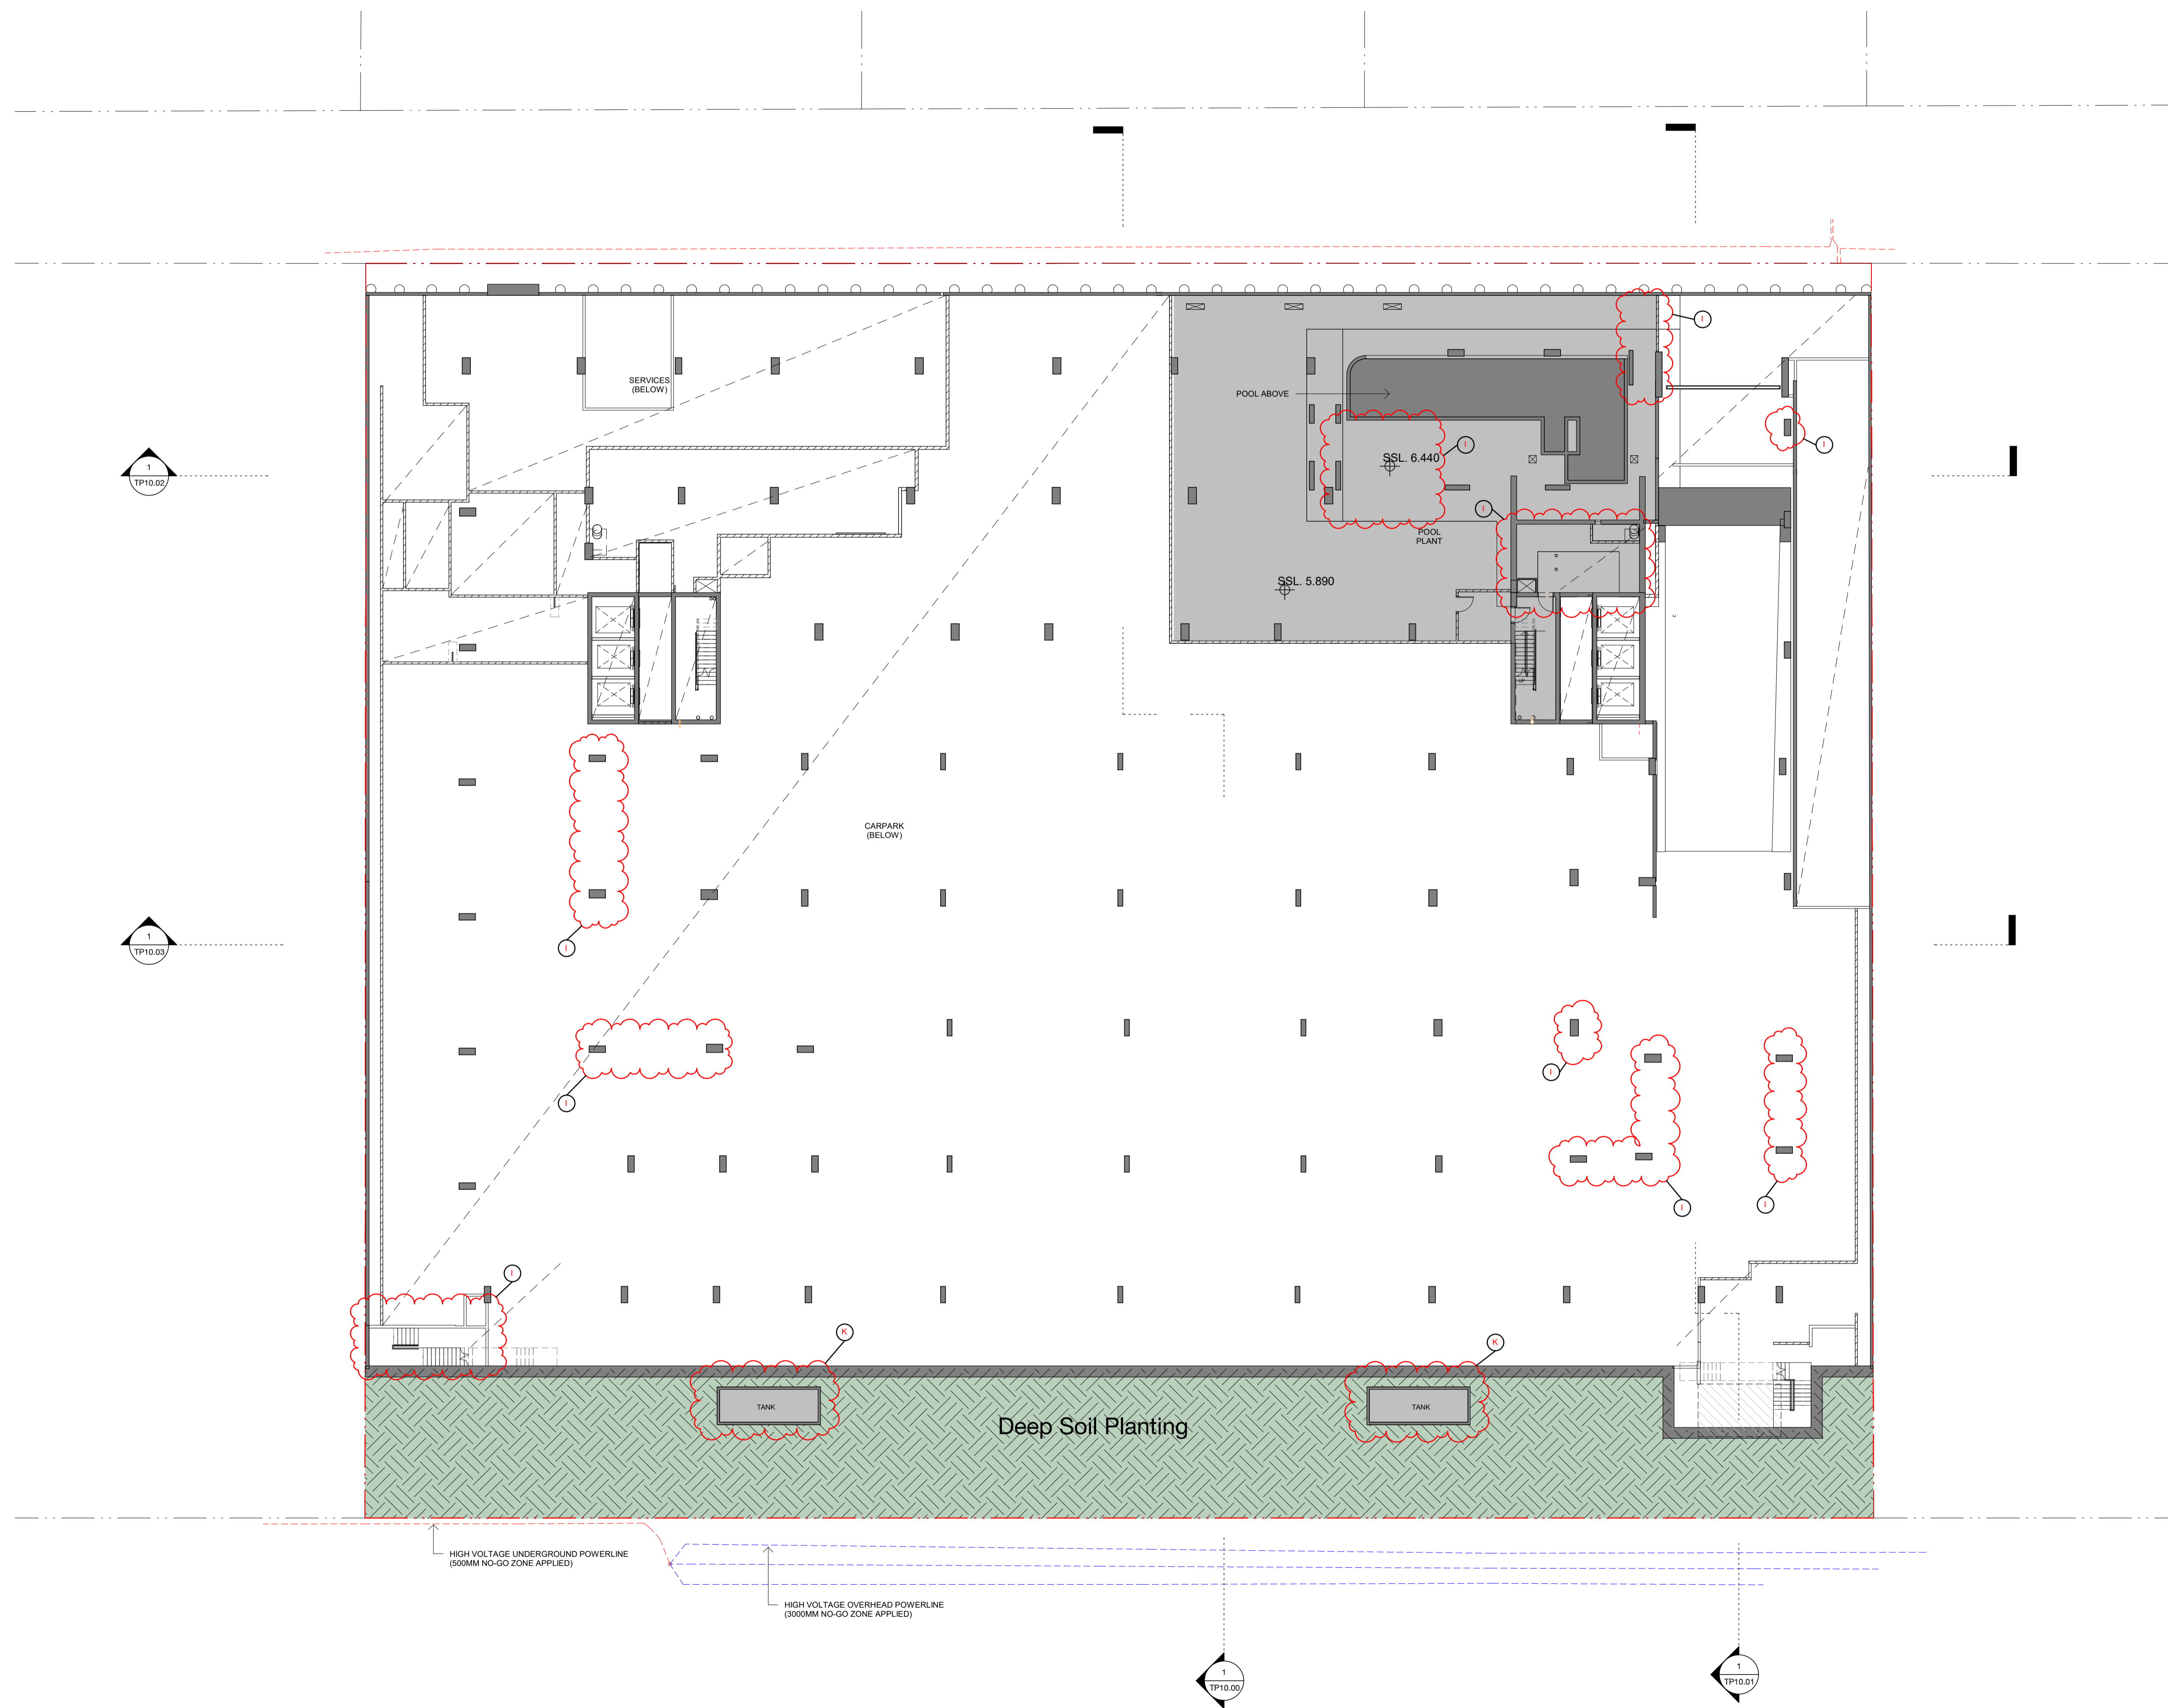 I
SERVICES
(BELOW)
POOL ABOVE
I
I
SSL. 6.440
1
TP10.02
I
POOL
PLANT
SSL. 5.890
UP
CARPARK
(BELOW)
1
TP10.03
I
I
I
I
I
I
K
K
TANK
TANK
Deep Soil Planting
HIGH VOLTAGE UNDERGROUND POWERLINE
(500MM NO-GO ZONE APPLIED)
HIGH VOLTAGE OVERHEAD POWERLINE
(3000MM NO-GO ZONE APPLIED)
1
TP10.00
1
TP10.01